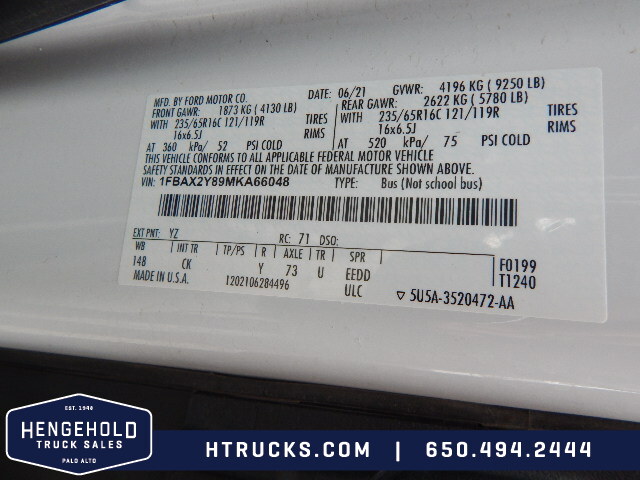 MFD. BY FORD MOTOR CO. DATE: 06/21 GVWR: 4196 KG ( 9250 LB)
FRONT GAWR: 1873 KG ( 4130 LB) REAR GAWR: 2622 KG ( 5780 LB)
WITH 235/65R16C 121/119R TIRES WITH 235/65R16C 121/119R TIRES
16x6.5J RIMS 16x6.5J RIMS
AT 360 kPa/ 52 PSI COLD AT 520 kPa/ 75 PSI COLD
THIS VEHICLE CONFORMS TO ALL APPLICABLE FEDERAL MOTOR VEHICLE
SAFETY STANDARDS IN EFFECT ON THE DATE OF MANUFACTURE SHOWN ABOVE.
VIN: 1FBAX2Y89MKA66048 TYPE: Bus (Not school bus)
EXT PNT: YZ RC: 71 DSO:
WB INT TR TP/PS R AXLE TR SPR
148 CK Y 73 U EEDD F0199
ULC T1240
MADE IN U.S.A. 1202106284496 ▽ 5U5A-3520472-AA
EST. 1940
HENGEHOLD
TRUCK SALES
PALO ALTO
HTRUCKS.COM | 650.494.2444